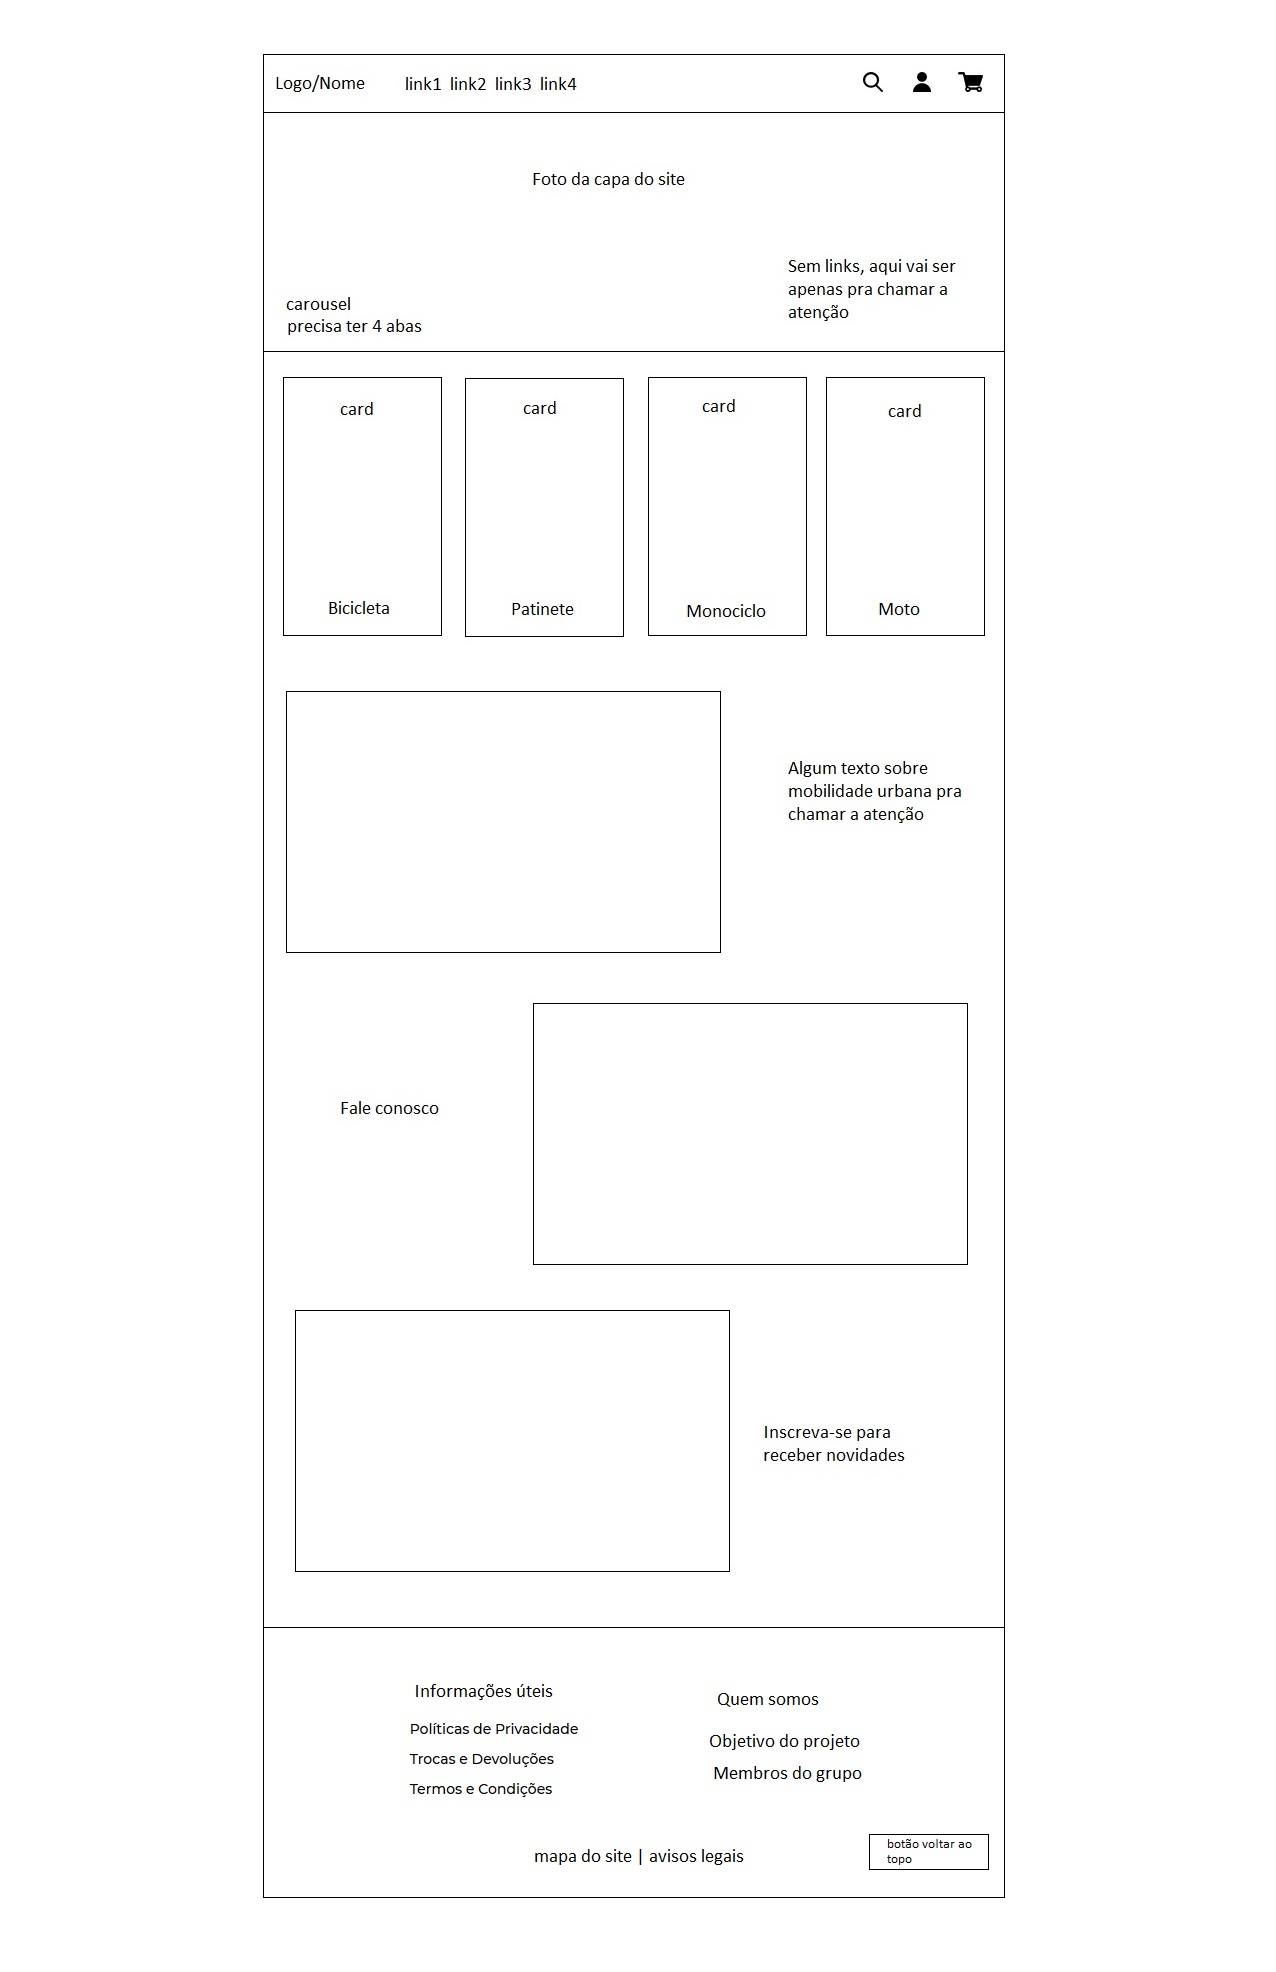 Logo/Nome link1 link2 link3 link4
Foto da capa do site
Sem links, aqui vai ser
apenas pra chamar a
atenção
carousel
precisa ter 4 abas
card
card
card
card
Bicicleta
Patinete
Monociclo
Moto
Algum texto sobre
mobilidade urbana pra
chamar a atenção
Fale conosco
Inscreva-se para
receber novidades
Informações úteis
Políticas de Privacidade
Trocas e Devoluções
Termos e Condições
Quem somos
Objetivo do projeto
Membros do grupo
mapa do site | avisos legais
botão voltar ao
topo